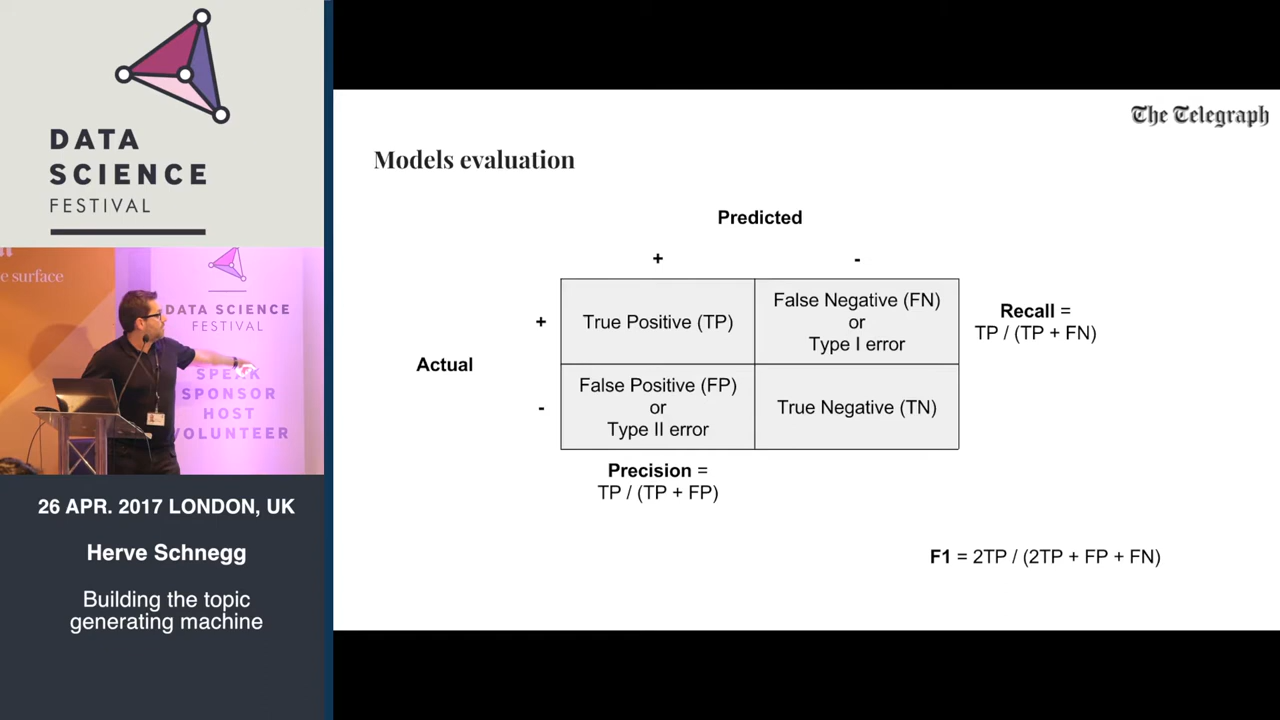 DATA
SCIENCE
FESTIVAL
e surface
DATA SCIENCE
FESTIVAL
SPEAK
SPONSOR
HOST
VOLUNTEER
26 APR. 2017 LONDON, UK
Herve Schnegg
Building the topic
generating machine
The Telegraph
Models evaluation
Predicted
+ -
Actual
+
True Positive (TP)
False Negative (FN)
or
Type I error
Recall =
TP / (TP + FN)
-
False Positive (FP)
or
Type II error
True Negative (TN)
Precision =
TP / (TP + FP)
F1 = 2TP / (2TP + FP + FN)